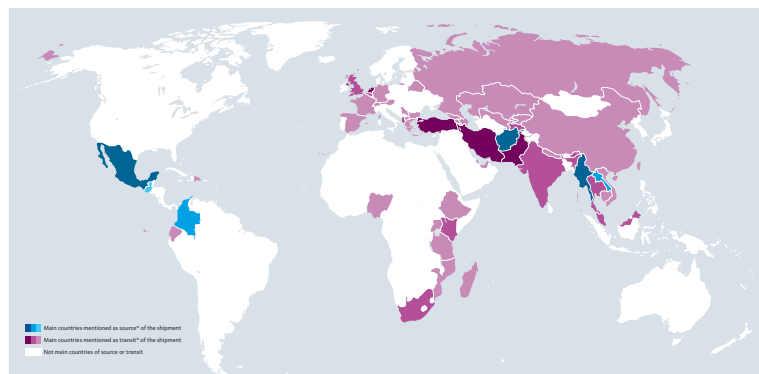 Main countries mentioned as source* of the shipment
Main countries mentioned as transit* of the shipment
Not main countries of source or transit